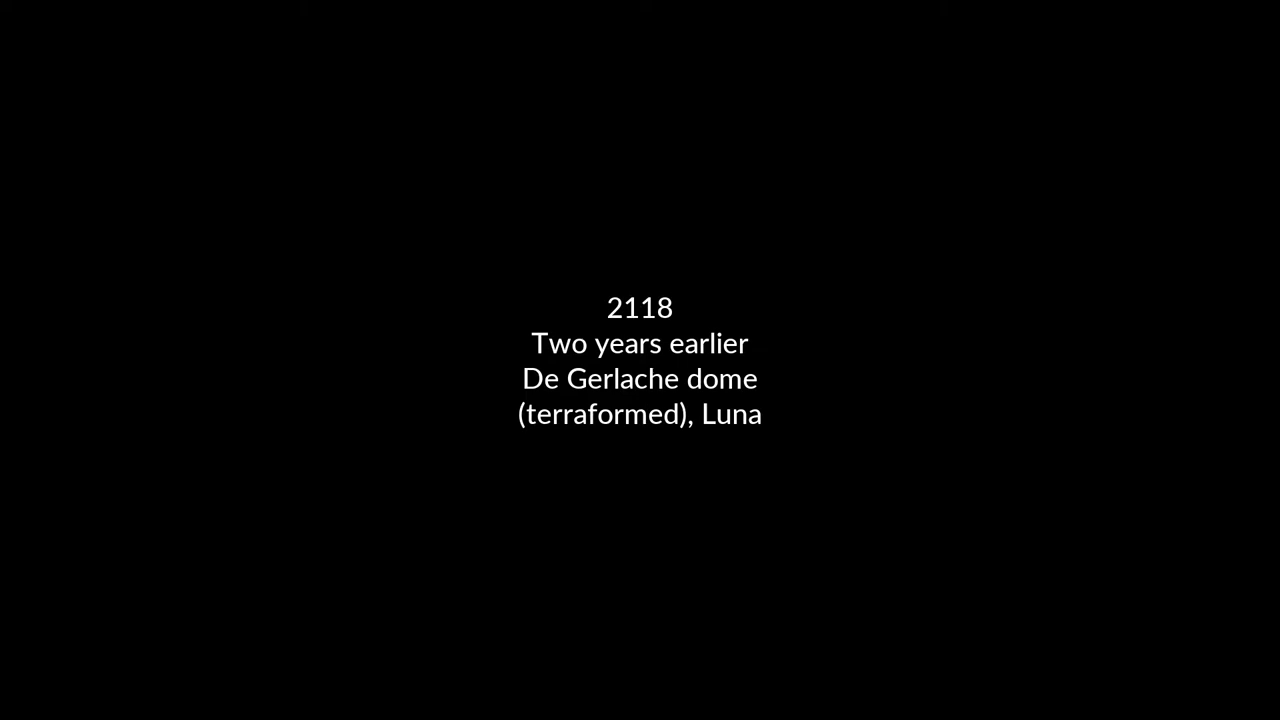 2118
Two years earlier
De Gerlache dome
(terraformed), Luna